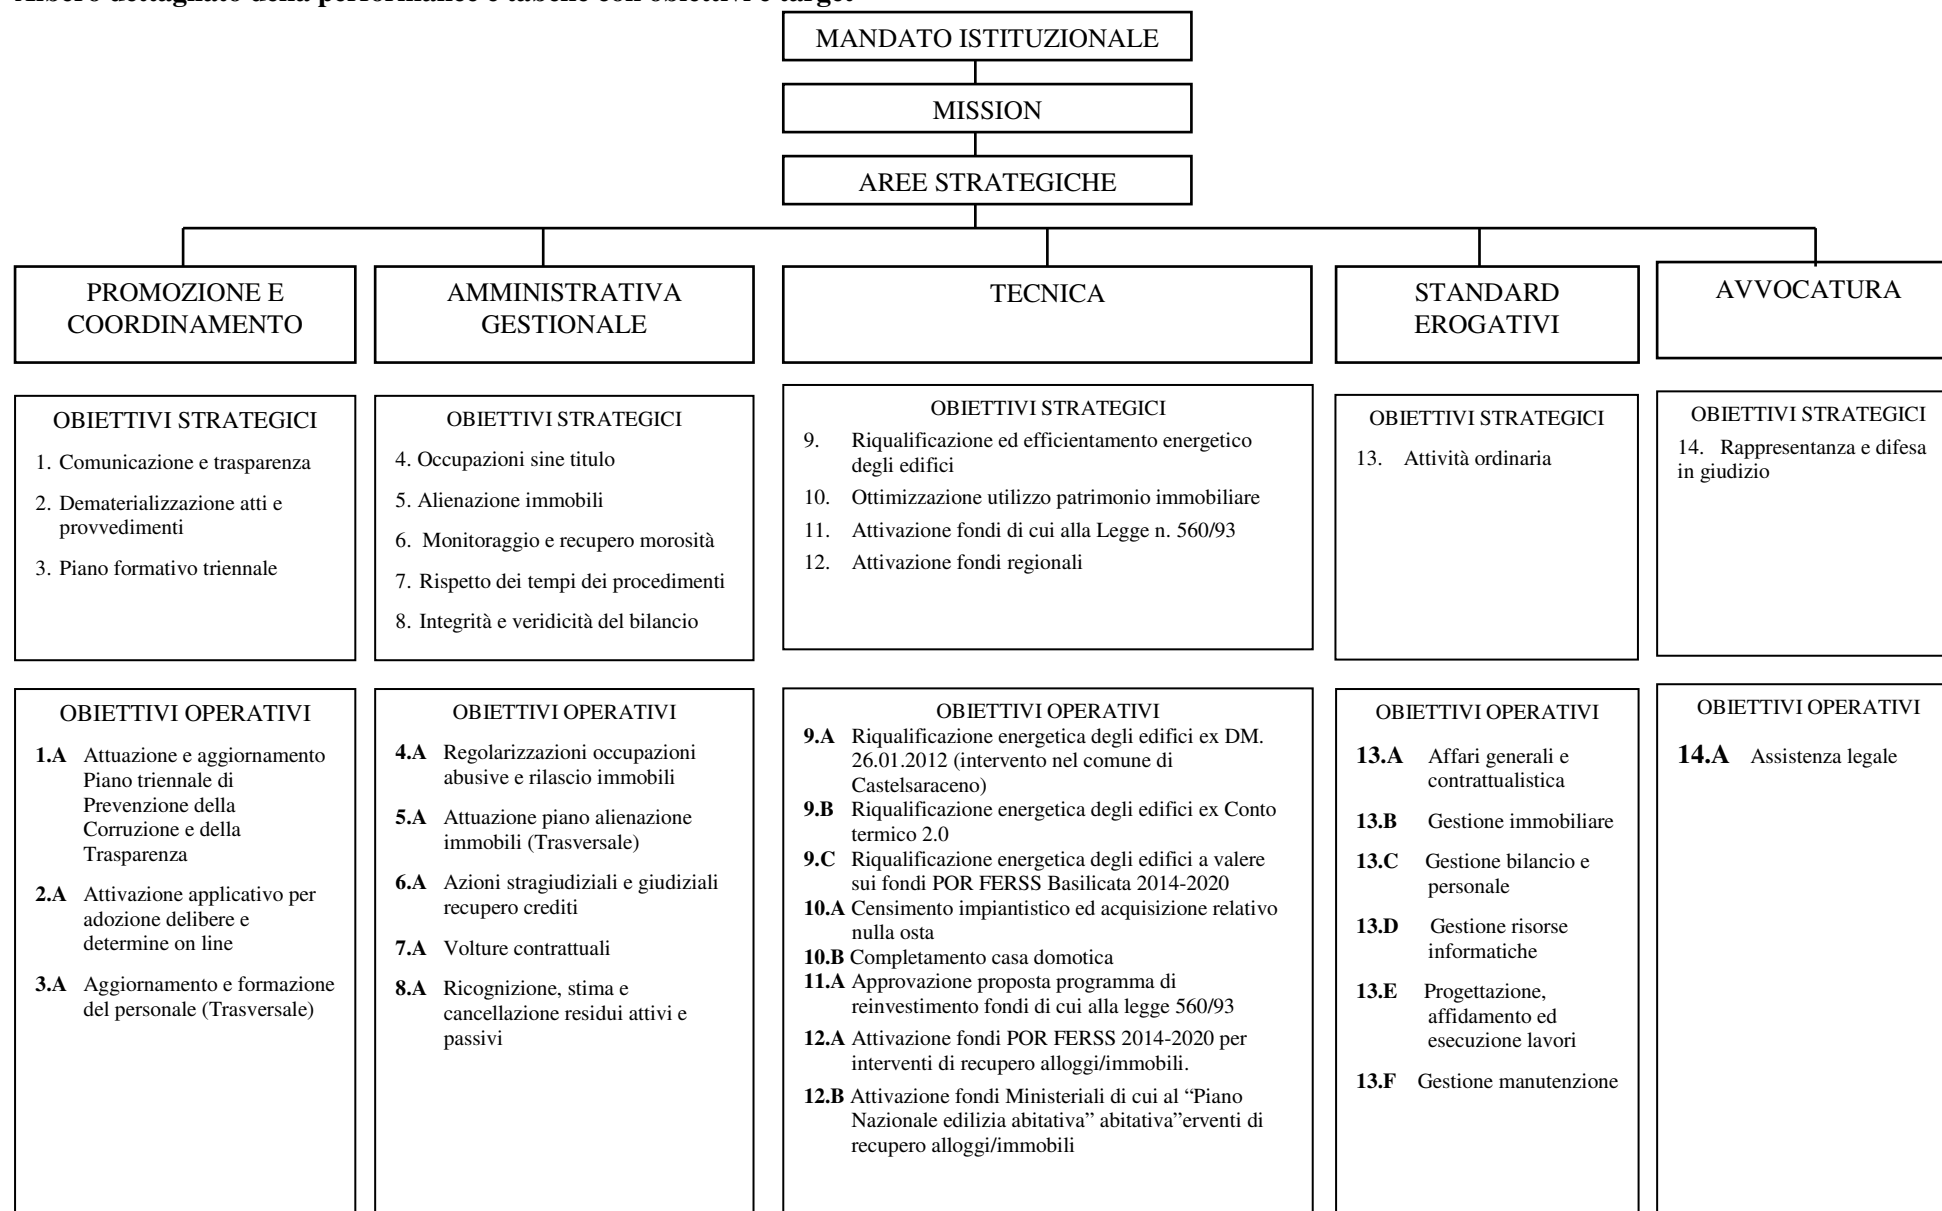 Albero dettagliato della performance e tabelle con obiettivi e target
MANDATO ISTITUZIONALE
MISSION
AREE STRATEGICHE
PROMOZIONE E
COORDINAMENTO
AMMINISTRATIVA
GESTIONALE
TECNICA
STANDARD
EROGATIVI
AVVOCATURA
OBIETTIVI STRATEGICI
1. Comunicazione e trasparenza
2. Dematerializzazione atti e
provvedimenti
3. Piano formativo triennale
OBIETTIVI STRATEGICI
4. Occupazioni sine titolo
5. Alienazione immobili
6. Monitoraggio e recupero morosità
7. Rispetto dei tempi dei procedimenti
8. Integrità e veridicità del bilancio
OBIETTIVI STRATEGICI
9. Riqualificazione ed efficientamento energetico
degli edifici
10. Ottimizzazione utilizzo patrimonio immobiliare
11. Attivazione fondi di cui alla Legge n. 560/93
12. Attivazione fondi regionali
OBIETTIVI STRATEGICI
13. Attività ordinaria
OBIETTIVI STRATEGICI
14. Rappresentanza e difesa
in giudizio
OBIETTIVI OPERATIVI
1.A Attuazione e aggiornamento
Piano triennale di
Prevenzione della
Corruzione e della
Trasparenza
2.A Attivazione applicativo per
adozione delibere e
determine on line
3.A Aggiornamento e formazione
del personale (Trasversale)
OBIETTIVI OPERATIVI
4.A Regolarizzazioni occupazioni
abusive e rilascio immobili
5.A Attuazione piano alienazione
immobili (Trasversale)
6.A Azioni stragiudiziali e giudiziali
recupero crediti
7.A Volture contrattuali
8.A Ricognizione, stima e
cancellazione residui attivi e
passivi
OBIETTIVI OPERATIVI
9.A Riqualificazione energetica degli edifici ex DM.
26.01.2012 (intervento nel comune di
Castelsaraceno)
9.B Riqualificazione energetica degli edifici ex Conto
termico 2.0
9.C Riqualificazione energetica degli edifici a valere
sui fondi POR FERSS Basilicata 2014-2020
10.A Censimento impiantistico ed acquisizione relativo
nulla osta
10.B Completamento casa domotica
11.A Approvazione proposta programma di
reinvestimento fondi di cui alla legge 560/93
12.A Attivazione fondi POR FERSS 2014-2020 per
interventi di recupero alloggi/immobili.
12.B Attivazione fondi Ministeriali di cui al “Piano
Nazionale edilizia abitativa” abitativa”erventi di
recupero alloggi/immobili
OBIETTIVI OPERATIVI
13.A Affari generali e
contrattualistica
13.B Gestione immobiliare
13.C Gestione bilancio e
personale
13.D Gestione risorse
informatiche
13.E Progettazione,
affidamento ed
esecuzione lavori
13.F Gestione manutenzione
OBIETTIVI OPERATIVI
14.A Assistenza legale